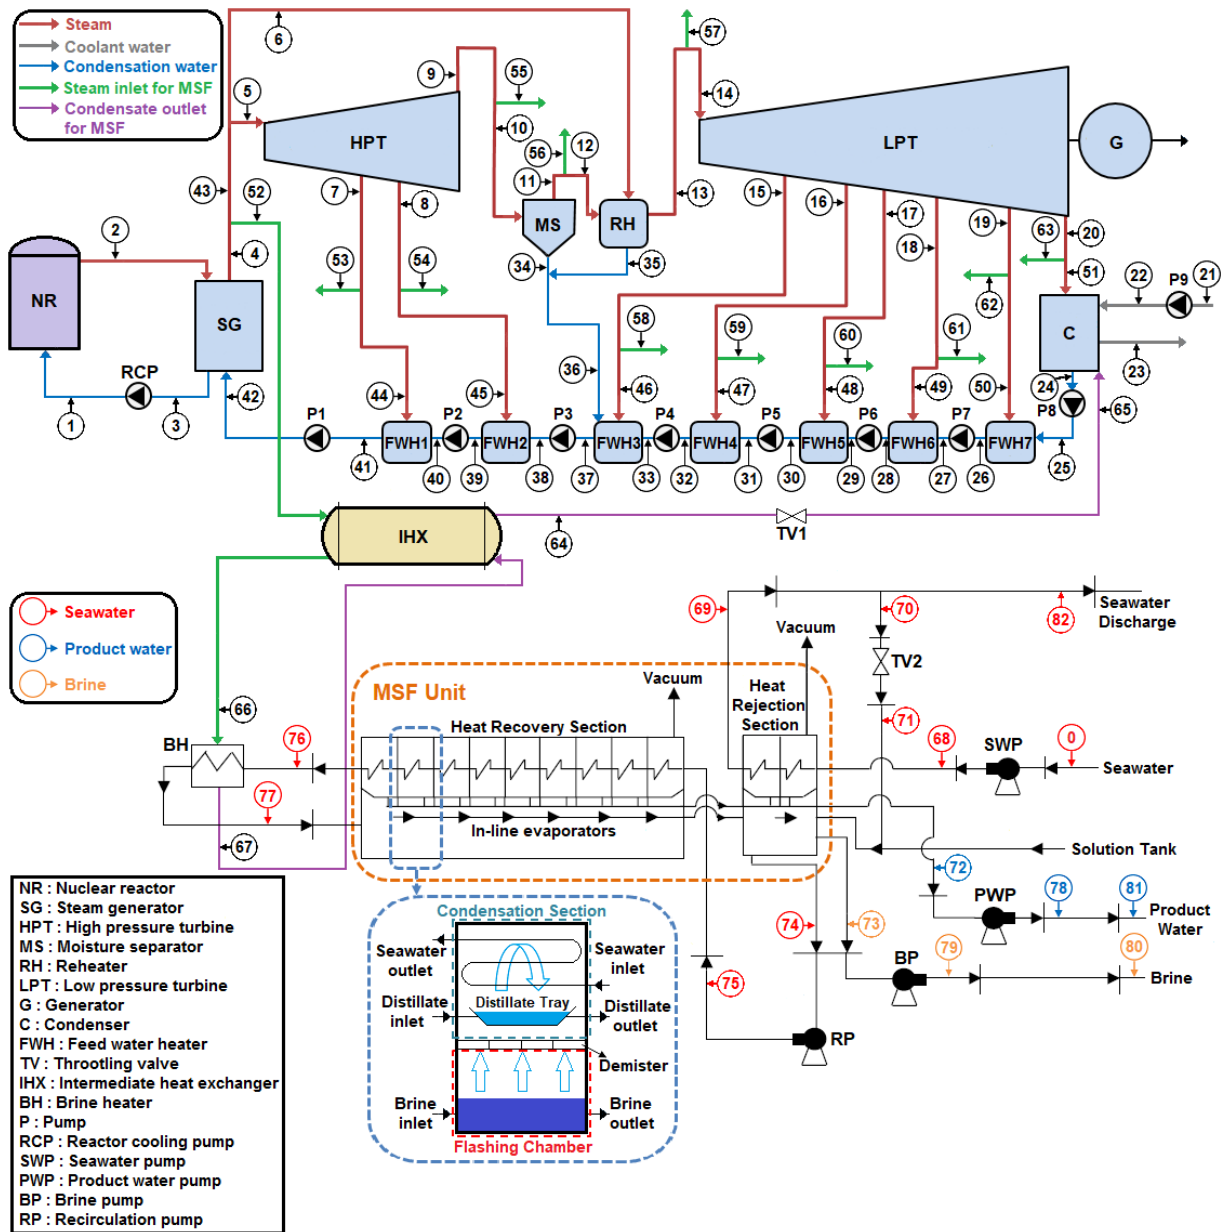 Steam
Coolant water
Condensation water
Steam inlet for MSF
Condensate outlet
for MSF
6
57
9
55
5
10
14
HPT
LPT
G
56
12
7
8
11
13
15
16
17
18
19
20
43
52
2
4
MS
RH
34
35
53
54
63
51
62
22
P9
21
NR
SG
C
23
RCP
42
1
3
58
59
60
61
36
44
45
46
47
48
49
50
24
P8
65
P1
P2
P3
P4
P5
P6
P7
FWH1
FWH2
FWH3
FWH4
FWH5
FWH6
FWH7
41
40
39
38
37
33
32
31
30
29
28
27
26
25
IHX
64
TV1
Seawater
Product water
Brine
69
70
82
Seawater
Discharge
Vacuum
TV2
MSF Unit
Vacuum
Heat
Rejection
Section
66
Heat Recovery Section
71
BH
76
68
SWP
0
Seawater
77
In-line evaporators
67
Solution Tank
72
NR : Nuclear reactor
SG : Steam generator
HPT : High pressure turbine
MS : Moisture separator
RH : Reheater
LPT : Low pressure turbine
G : Generator
C : Condenser
FWH : Feed water heater
TV : Throotling valve
IHX : Intermediate heat exchanger
BH : Brine heater
P : Pump
RCP : Reactor cooling pump
SWP : Seawater pump
PWP : Product water pump
BP : Brine pump
RP : Recirculation pump
Condensation Section
Seawater
outlet
Seawater
inlet
Distillate Tray
Distillate
inlet
Distillate
outlet
Demister
Brine
inlet
Brine
outlet
Flashing Chamber
PWP
78
81
Product
Water
74
73
BP
79
80
Brine
75
RP